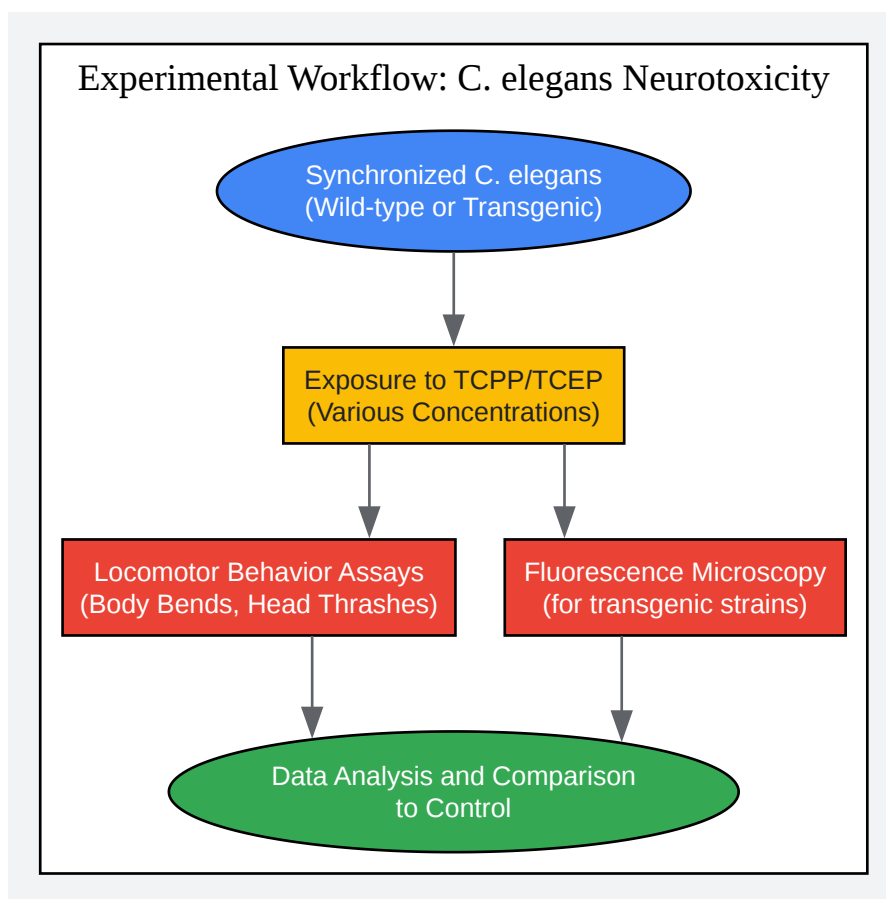 Experimental Workflow: C. elegans Neurotoxicity
Synchronized C. elegans
(Wild-type or Transgenic)
Exposure to TCPP/TCEP
(Various Concentrations)
Locomotor Behavior Assays
(Body Bends, Head Thrashes)
Fluorescence Microscopy
(for transgenic strains)
Data Analysis and Comparison
to Control